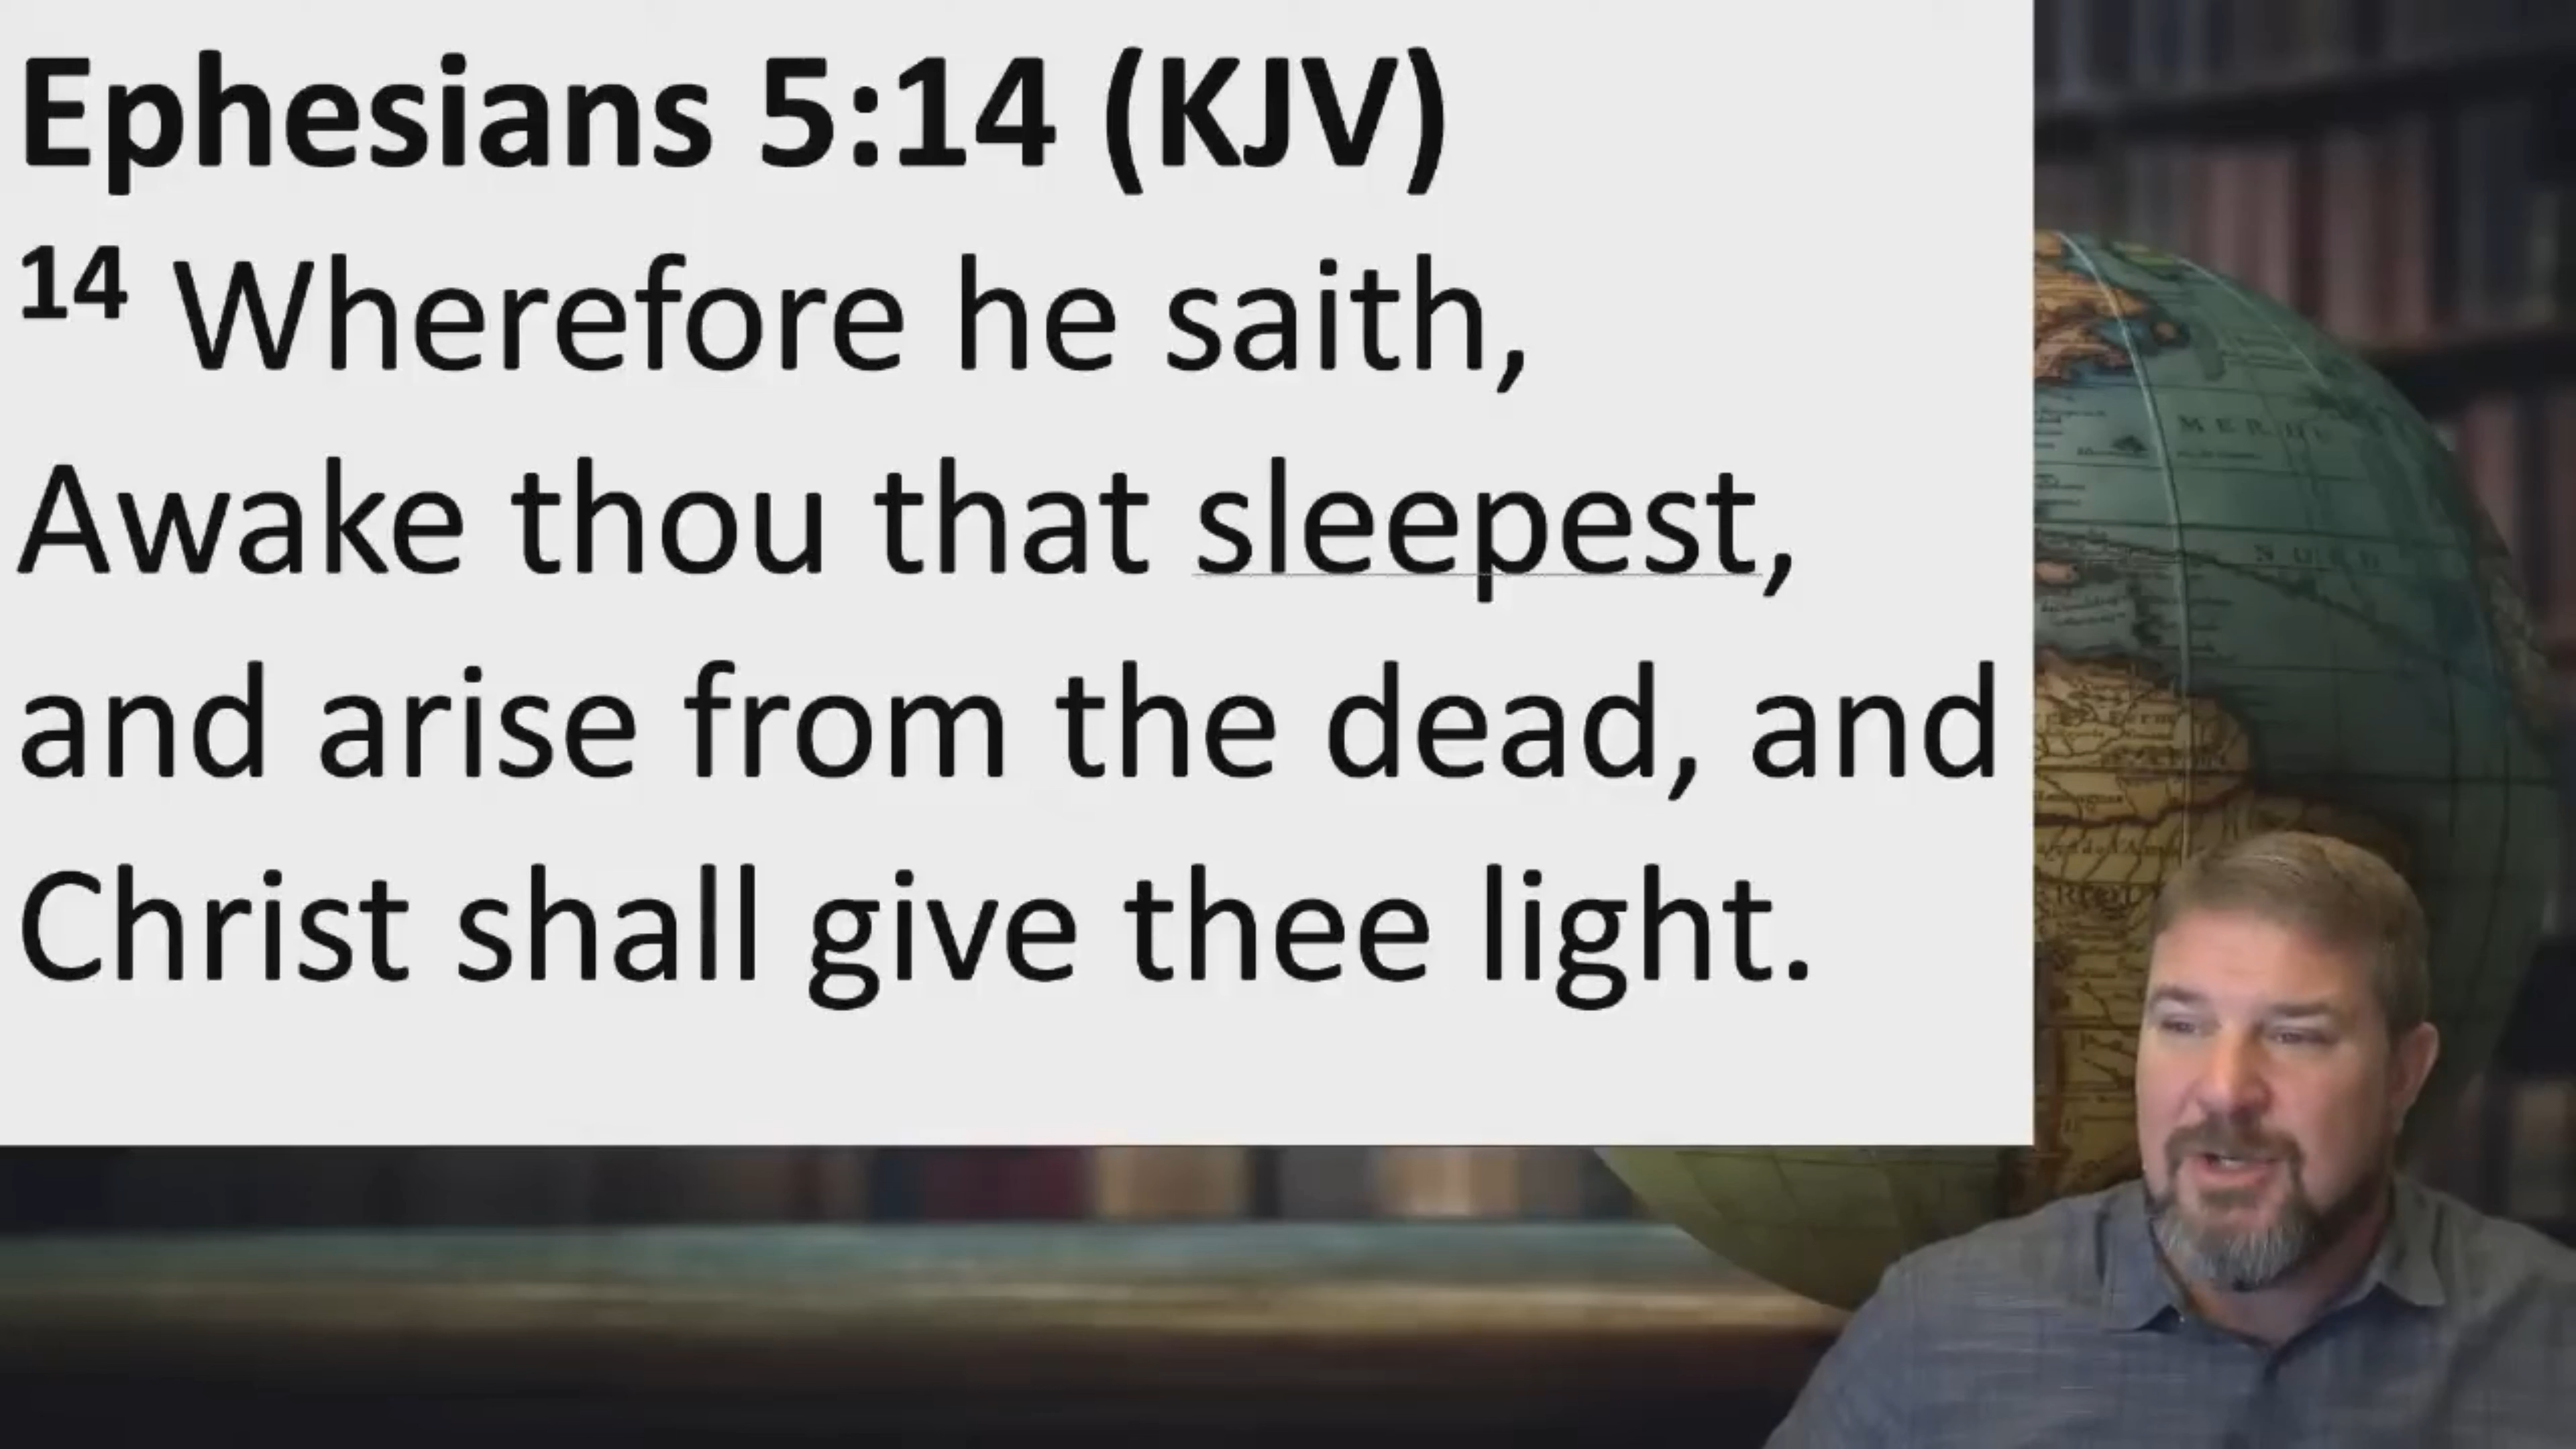 Ephesians 5:14 (KJV)
14 Wherefore he saith,
Awake thou that sleepest,
and arise from the dead, and
Christ shall give thee light.
NORD